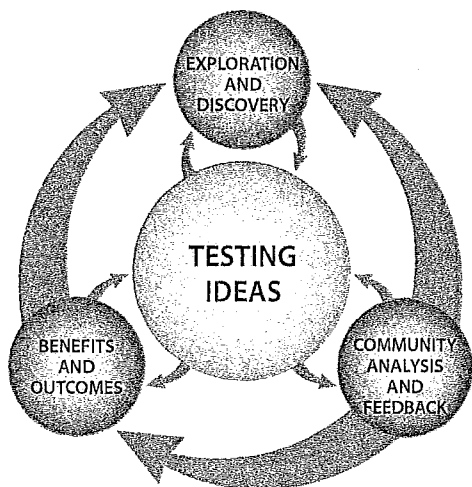 EXPLORATION
AND
DISCOVERY
TESTING
IDEAS
BENEFITS
AND
OUTCOMES
COMMUNITY
ANALYSIS
AND
FEEDBACK